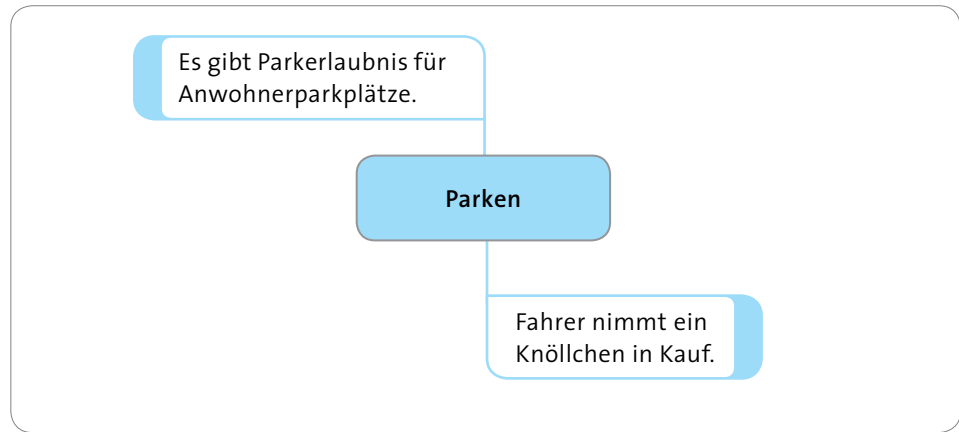 Es gibt Parkerlaubnis für
Anwohnerparkplätze.
Parken
Fahrer nimmt ein
Knöllchen in Kauf.